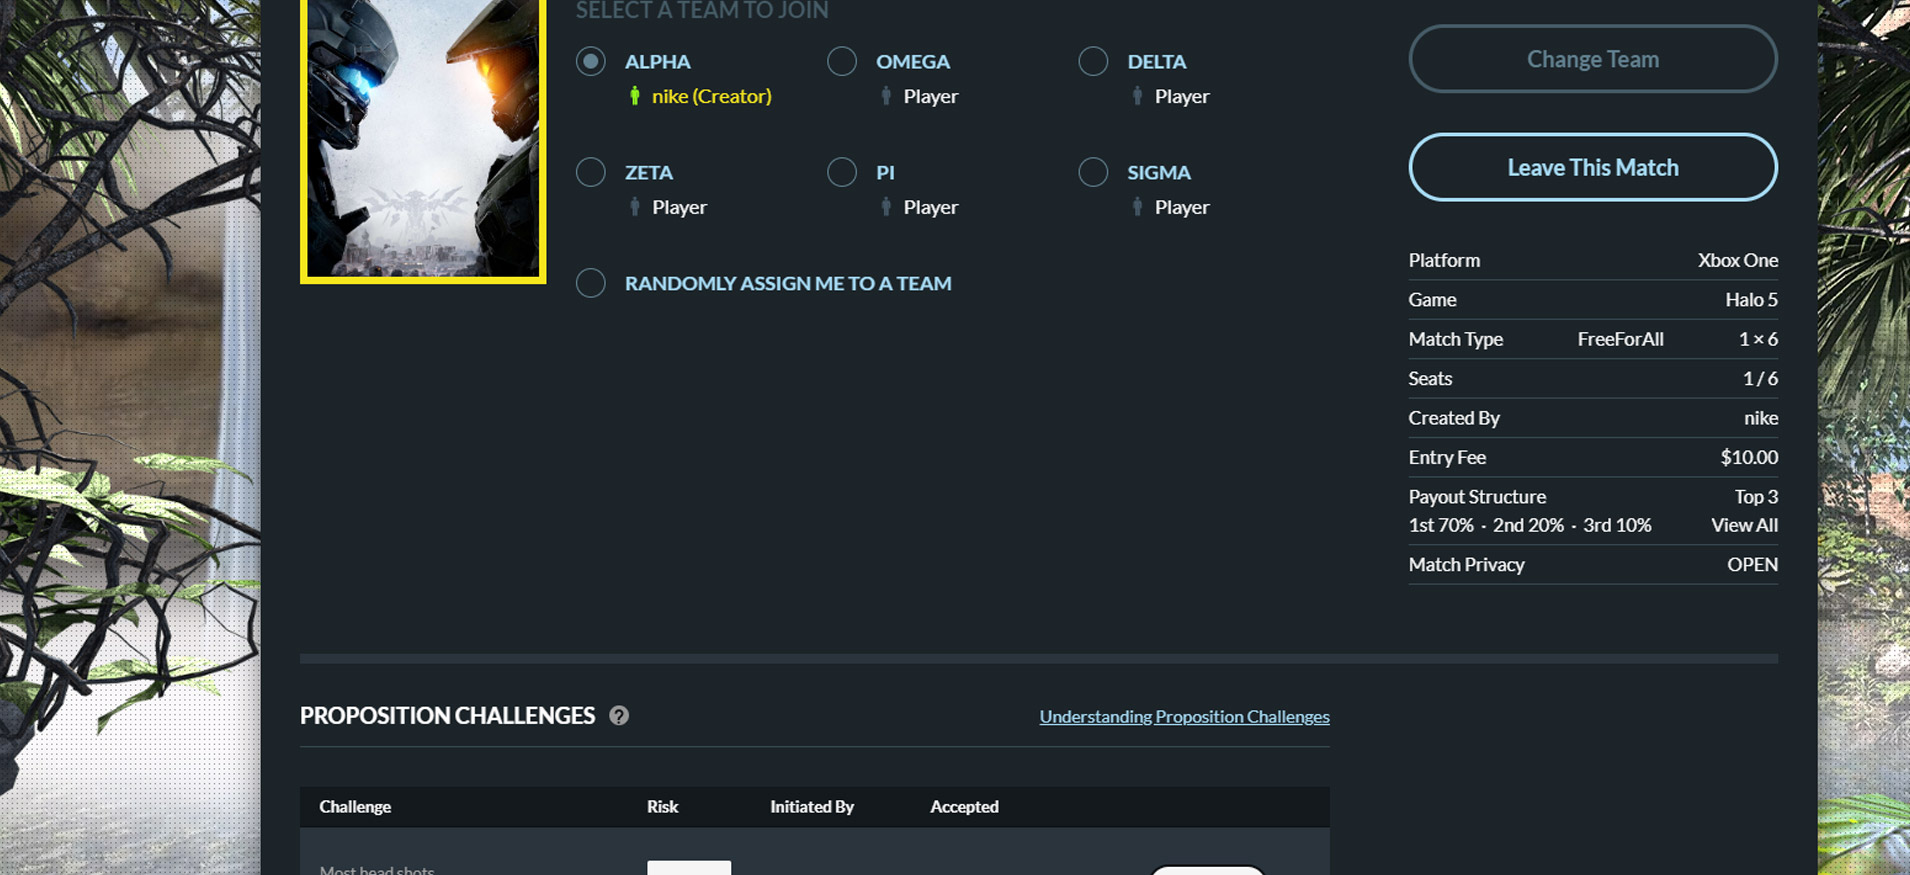 SELECT A TEAM TO JOIN
ALPHA
nike (Creator)
OMEGA
Player
DELTA
Player
ZETA
Player
PI
Player
SIGMA
Player
RANDOMLY ASSIGN ME TO A TEAM
Change Team
Leave This Match
Platform Xbox One
Game Halo 5
Match Type FreeForAll 1 × 6
Seats 1 / 6
Created By nike
Entry Fee $10.00
Payout Structure Top 3
1st 70% · 2nd 20% · 3rd 10% View All
Match Privacy OPEN
PROPOSITION CHALLENGES ?
Understanding Proposition Challenges
Challenge Risk Initiated By Accepted
Most head shots